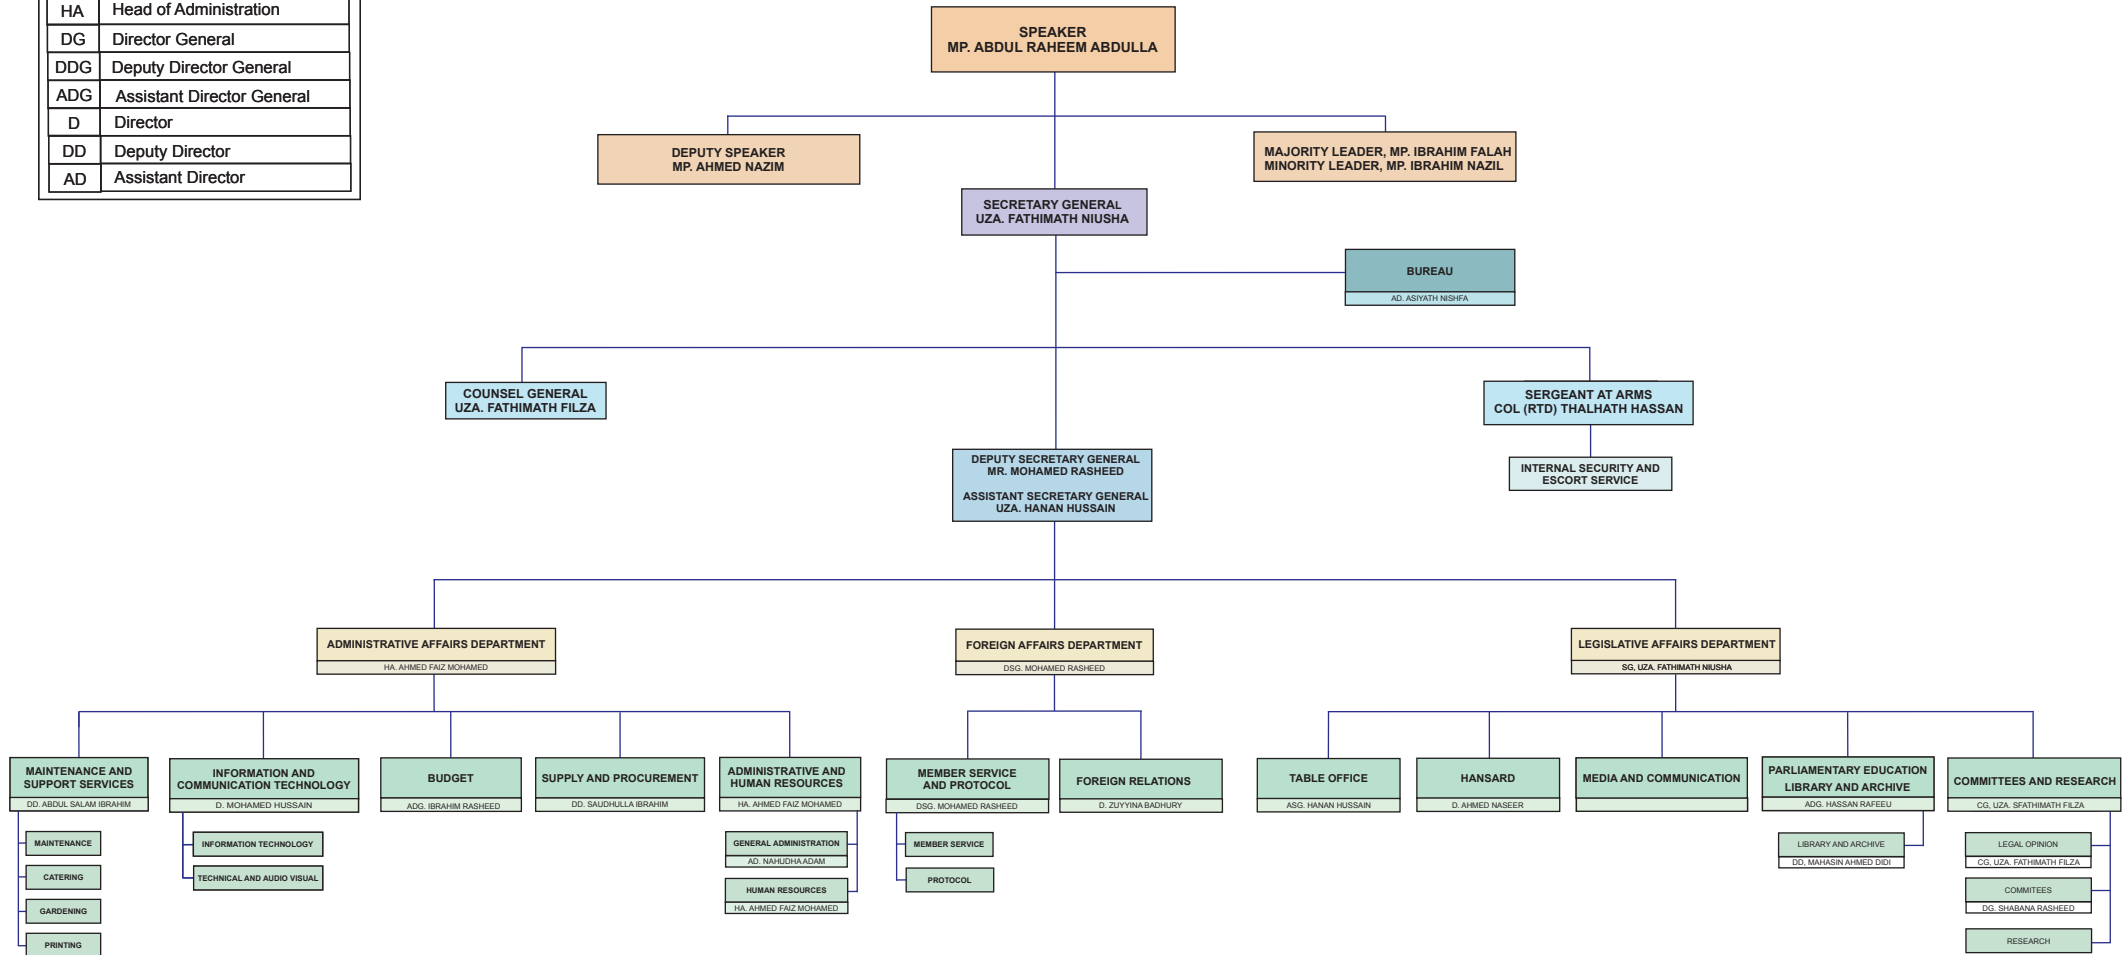 HA Head of Administration
DG Director General
DDG Deputy Director General
ADG Assistant Director General
D Director
DD Deputy Director
AD Assistant Director
SPEAKER
MP. ABDUL RAHEEM ABDULLA
DEPUTY SPEAKER
MP. AHMED NAZIM
MAJORITY LEADER, MP. IBRAHIM FALAH
MINORITY LEADER, MP. IBRAHIM NAZIL
SECRETARY GENERAL
UZA. FATHIMATH NIUSHA
BUREAU
AD. ASIYATH NISHFA
COUNSEL GENERAL
UZA. FATHIMATH FILZA
SERGEANT AT ARMS
COL (RTD) THALHATH HASSAN
INTERNAL SECURITY AND
ESCORT SERVICE
DEPUTY SECRETARY GENERAL
MR. MOHAMED RASHEED
ASSISTANT SECRETARY GENERAL
UZA. HANAN HUSSAIN
ADMINISTRATIVE AFFAIRS DEPARTMENT
HA. AHMED FAIZ MOHAMED
FOREIGN AFFAIRS DEPARTMENT
DSG. MOHAMED RASHEED
LEGISLATIVE AFFAIRS DEPARTMENT
SG, UZA. FATHIMATH NIUSHA
MAINTENANCE AND
SUPPORT SERVICES
DD. ABDUL SALAM IBRAHIM
MAINTENANCE
CATERING
GARDENING
PRINTING
INFORMATION AND
COMMUNICATION TECHNOLOGY
D. MOHAMED HUSSAIN
INFORMATION TECHNOLOGY
TECHNICAL AND AUDIO VISUAL
BUDGET
ADG. IBRAHIM RASHEED
SUPPLY AND PROCUREMENT
DD. SAUDHULLA IBRAHIM
ADMINISTRATIVE AND
HUMAN RESOURCES
HA. AHMED FAIZ MOHAMED
GENERAL ADMINISTRATION
AD. NAHUDHA ADAM
HUMAN RESOURCES
HA. AHMED FAIZ MOHAMED
MEMBER SERVICE
AND PROTOCOL
DSG. MOHAMED RASHEED
MEMBER SERVICE
PROTOCOL
FOREIGN RELATIONS
D. ZUYYINA BADHURY
TABLE OFFICE
ASG. HANAN HUSSAIN
HANSARD
D. AHMED NASEER
MEDIA AND COMMUNICATION
PARLIAMENTARY EDUCATION
LIBRARY AND ARCHIVE
ADG. HASSAN RAFEEU
LIBRARY AND ARCHIVE
DD, MAHASIN AHMED DIDI
COMMITTEES AND RESEARCH
CG, UZA. SFATHIMATH FILZA
LEGAL OPINION
CG, UZA. FATHIMATH FILZA
COMMITEES
DG. SHABANA RASHEED
RESEARCH